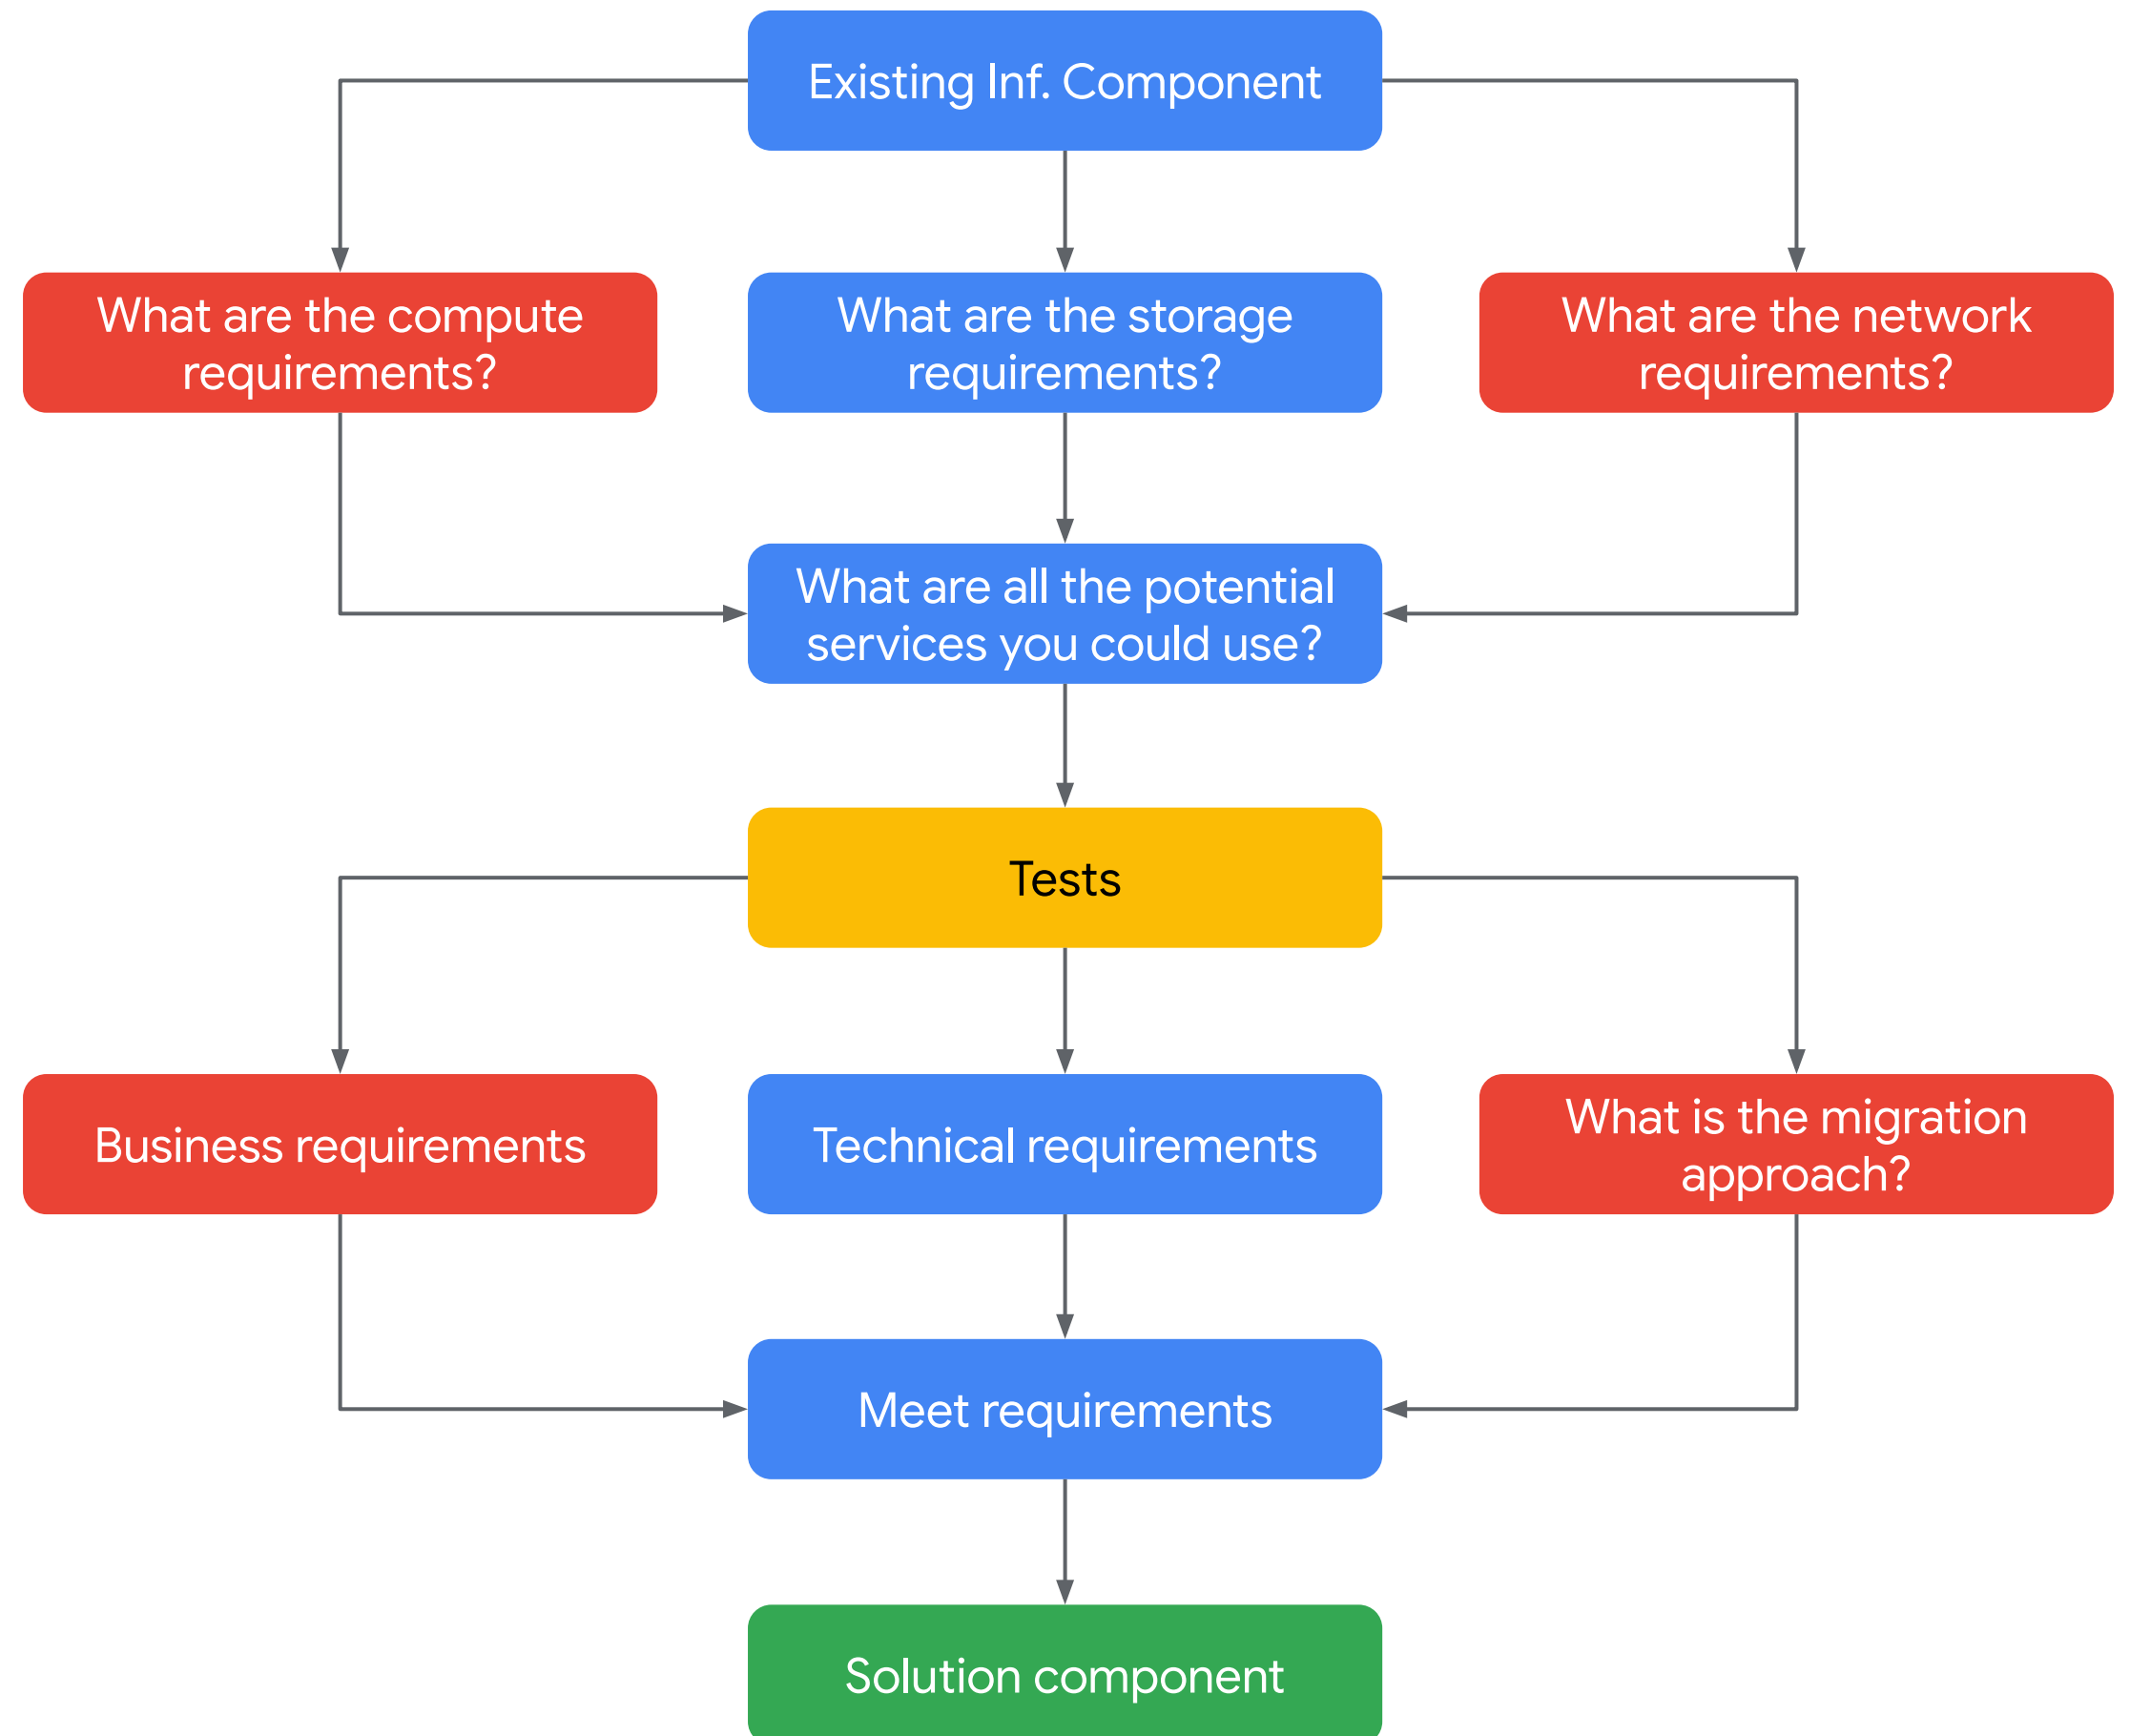 Existing Inf. Component
What are the compute
requirements?
What are the storage
requirements?
What are the network
requirements?
What are all the potential
services you could use?
Tests
Business requirements
Technical requirements
What is the migration
approach?
Meet requirements
Solution component